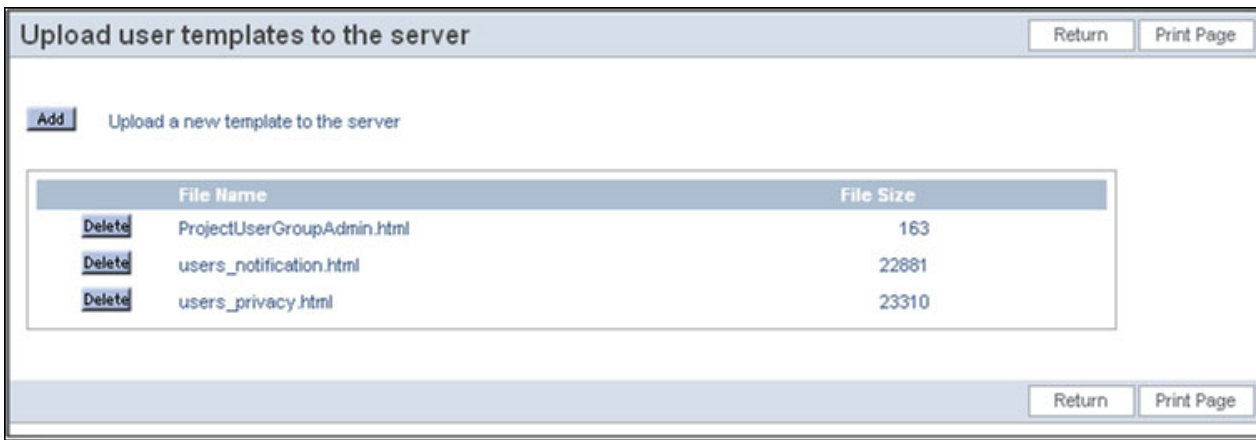 Upload user templates to the server Return Print Page
Add Upload a new template to the server
File Name File Size
Delete ProjectUserGroupAdmin.html 163
Delete users_notification.html 22881
Delete users_privacy.html 23310
Return Print Page